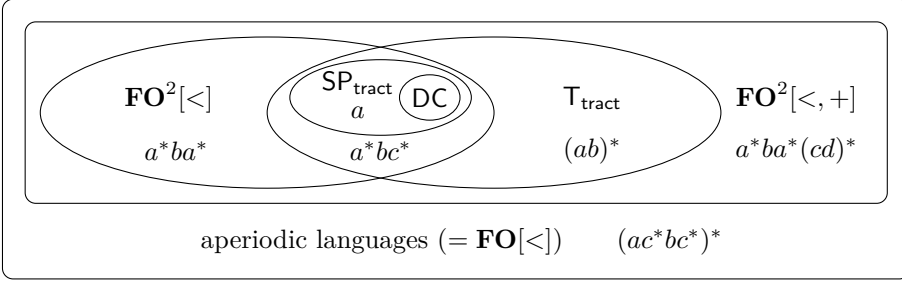 FO²[<] SP_tract DC T_tract FO²[<, +]
a
a*ba* a*bc* (ab)* a*ba*(cd)*
aperiodic languages (= FO[<]) (ac*bc*)*